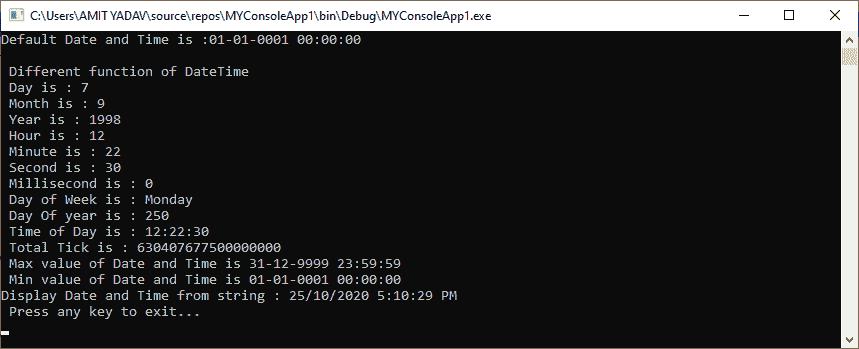 C:\Users\AMIT YADAV\source\repos\MYConsoleApp1\bin\Debug\MYConsoleApp1.exe
Default Date and Time is :01-01-0001 00:00:00
Different function of DateTime
Day is : 7
Month is : 9
Year is : 1998
Hour is : 12
Minute is : 22
Second is : 30
Millisecond is : 0
Day of Week is : Monday
Day Of year is : 250
Time of Day is : 12:22:30
Total Tick is : 630407677500000000
Max value of Date and Time is 31-12-9999 23:59:59
Min value of Date and Time is 01-01-0001 00:00:00
Display Date and Time from string : 25/10/2020 5:10:29 PM
Press any key to exit...